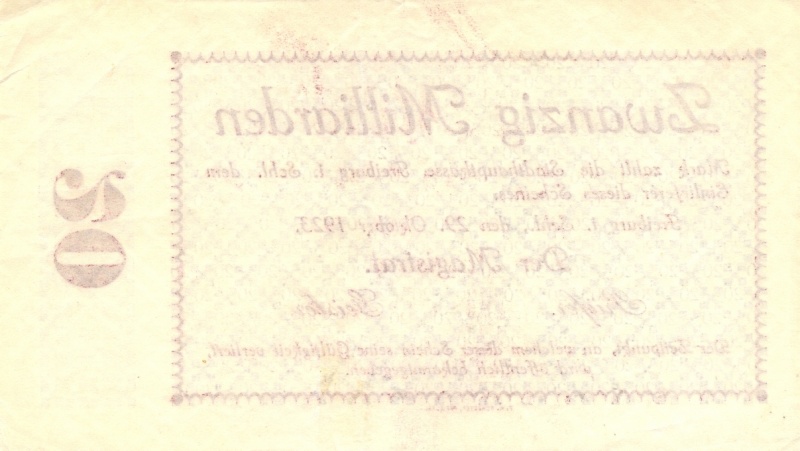 Zwanzig Milliarden
Mark zahlt die Stadthauptkasse Freiburg i. Schl. dem
Einlieferer dieses Scheines.
Freiburg i. Schl., den 29. Oktober 1923.
Der Magistrat.
Der Zeitpunkt, an welchem dieser Schein seine Gültigkeit verliert,
wird öffentlich bekanntgegeben.
20